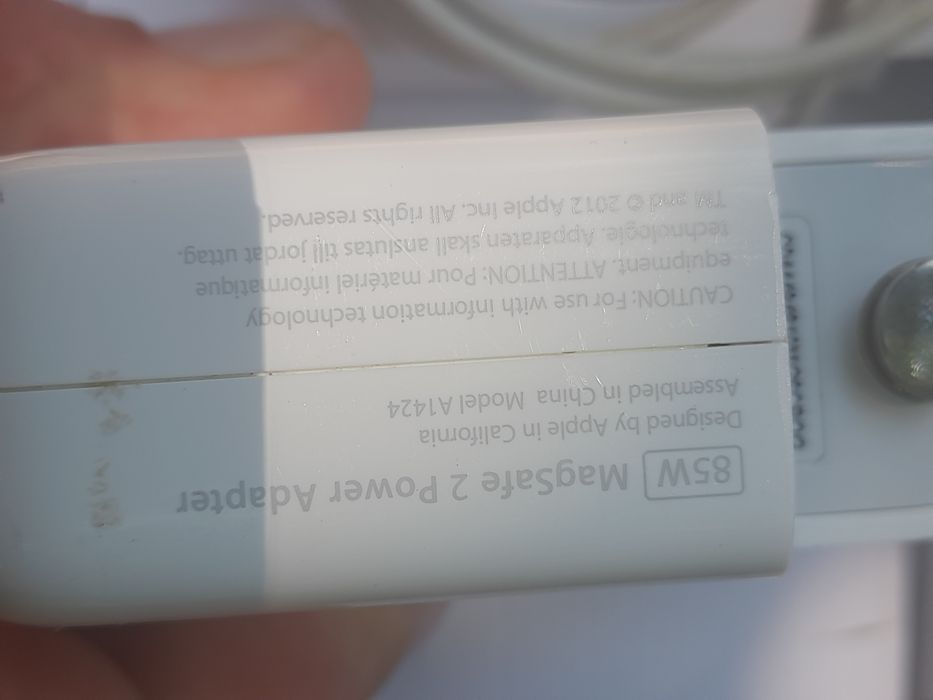 85W MagSafe 2 Power Adapter
Designed by Apple in California
Assembled in China Model A1424
CAUTION: For use with information technology
equipment. ATTENTION: Pour matériel informatique
technologie. Apparaten skall anslutas till jordat uttag.
TM and © 2012 Apple Inc. All rights reserved.